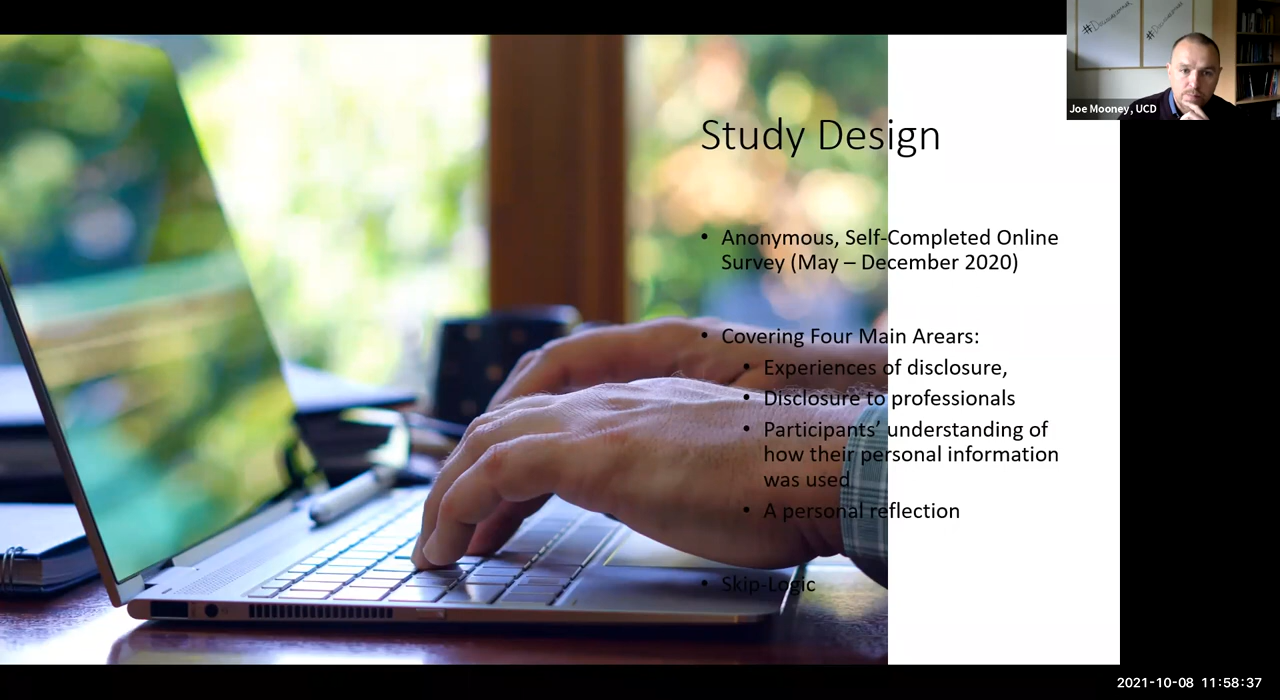 #Disclosures
Joe Mooney, UCD
Study Design
• Anonymous, Self-Completed Online
Survey (May – December 2020)
• Covering Four Main Arears:
• Experiences of disclosure,
• Disclosure to professionals
• Participants’ understanding of
how their personal information
was used
• A personal reflection
• Skip-Logic
2021-10-08 11:58:37